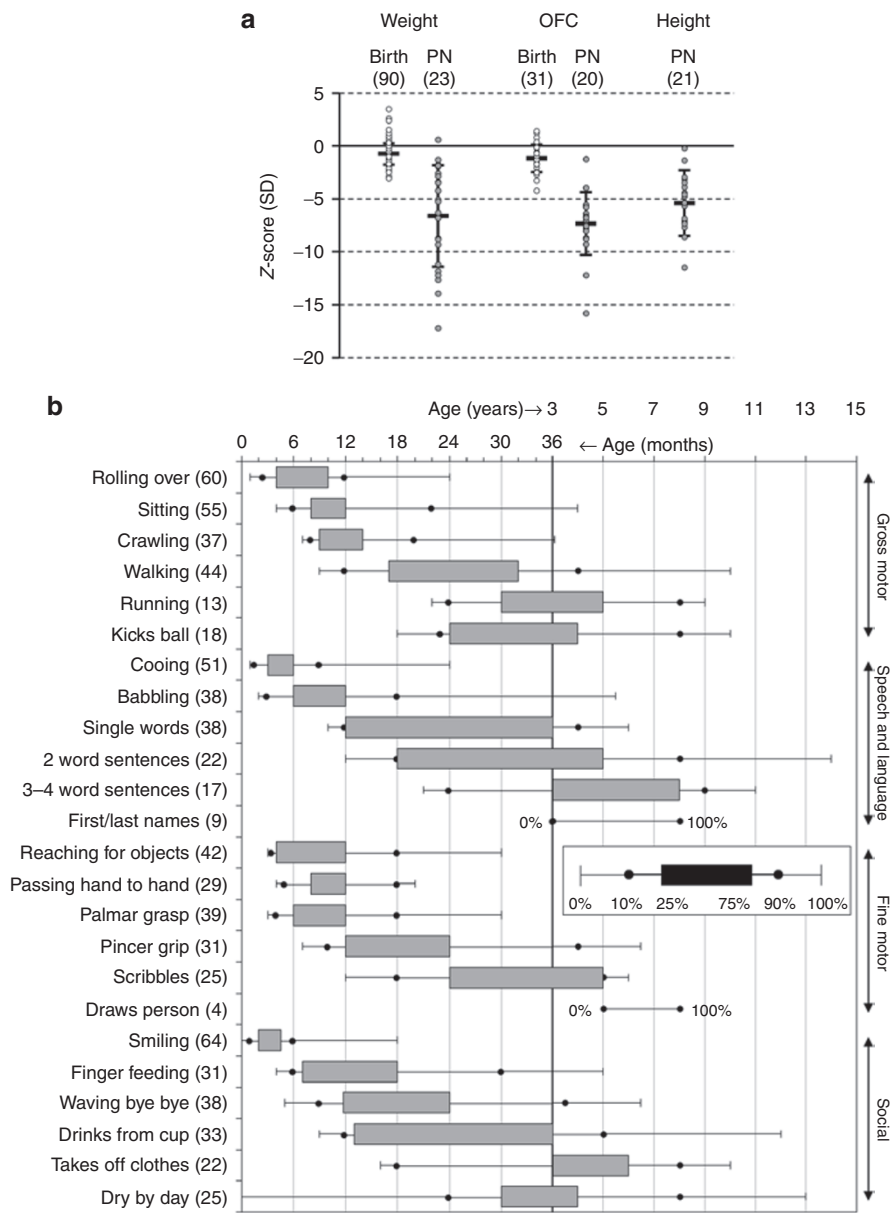 a
Weight OFC Height
Birth PN Birth PN PN
(90) (23) (31) (20) (21)
5
0
−5
−10
−15
−20
Z-score (SD)
b
Age (years)→ 3 5 7 9 11 13 15
0 6 12 18 24 30 36 ← Age (months)
Rolling over (60)
Sitting (55)
Crawling (37)
Walking (44)
Running (13)
Kicks ball (18)
Gross motor
Cooing (51)
Babbling (38)
Single words (38)
2 word sentences (22)
3–4 word sentences (17)
First/last names (9) 0% 100%
Speech and language
Reaching for objects (42)
Passing hand to hand (29)
Palmar grasp (39)
Pincer grip (31)
Scribbles (25)
Draws person (4) 0% 100%
0% 10% 25% 75% 90% 100%
Fine motor
Smiling (64)
Finger feeding (31)
Waving bye bye (38)
Drinks from cup (33)
Takes off clothes (22)
Dry by day (25)
Social